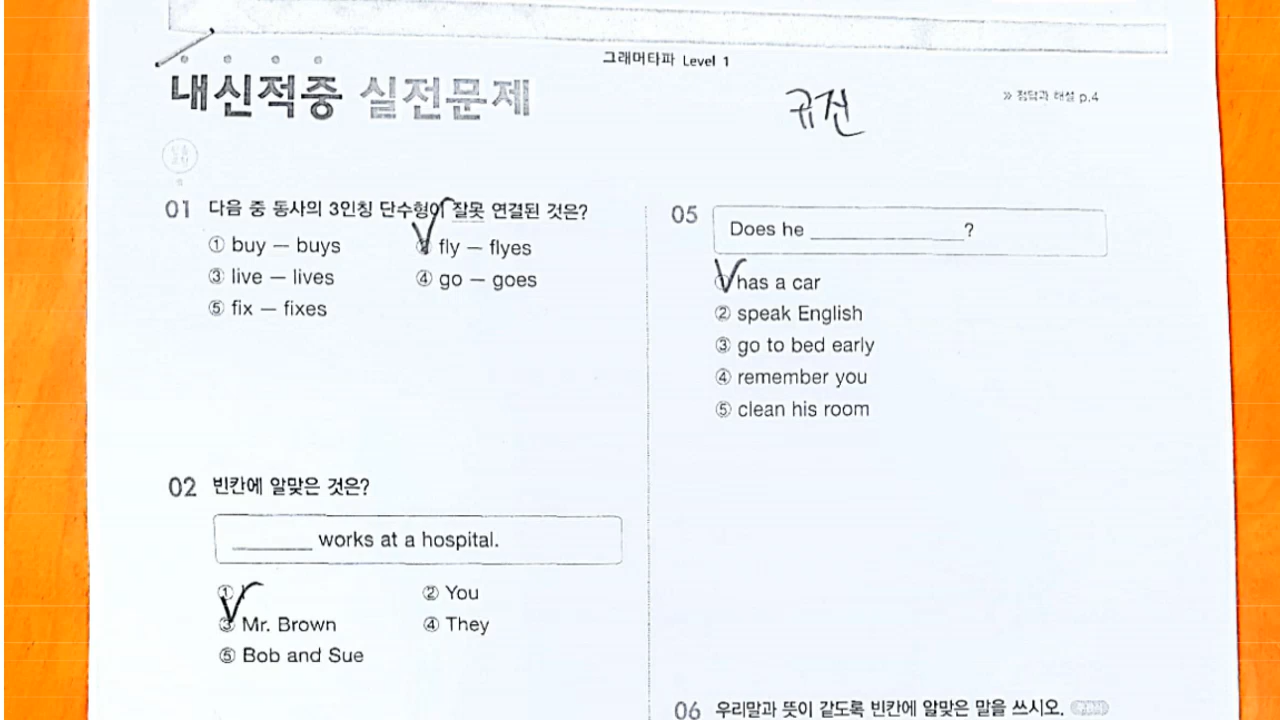 그래머타파 Level 1
내신적중 실전문제
규진
» 정답과 해설 p.4
01 다음 중 동사의 3인칭 단수형이 잘못 연결된 것은?
① buy — buys ② fly — flyes
③ live — lives ④ go — goes
⑤ fix — fixes
02 빈칸에 알맞은 것은?
________ works at a hospital.
① ② You
③ Mr. Brown ④ They
⑤ Bob and Sue
05
Does he ______________?
① has a car
② speak English
③ go to bed early
④ remember you
⑤ clean his room
06 우리말과 뜻이 같도록 빈칸에 알맞은 말을 쓰시오. 주관식